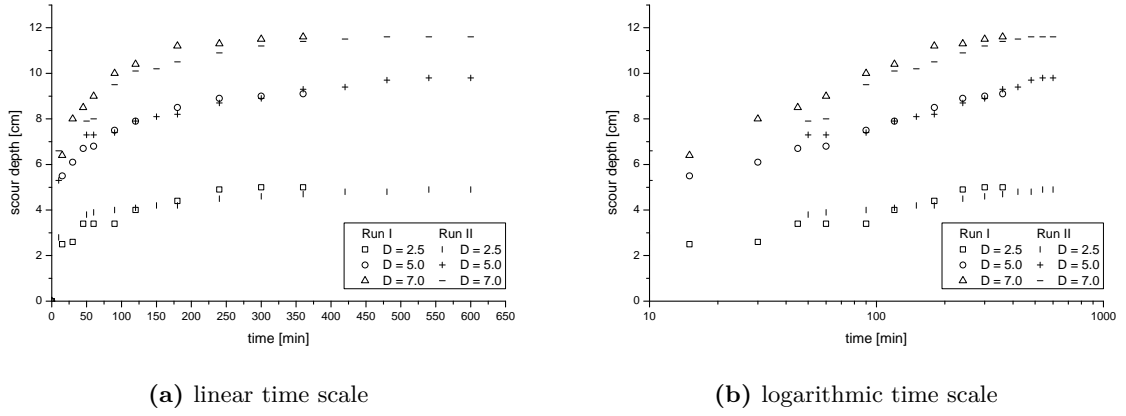 12
10
8
6
4
2
0
scour depth [cm]
0 50 100 150 200 250 300 350 400 450 500 550 600 650
time [min]
Run I Run II
D = 2.5 D = 2.5
D = 5.0 D = 5.0
D = 7.0 D = 7.0
(a) linear time scale
12
10
8
6
4
2
0
scour depth [cm]
10 100 1000
time [min]
Run I Run II
D = 2.5 D = 2.5
D = 5.0 D = 5.0
D = 7.0 D = 7.0
(b) logarithmic time scale